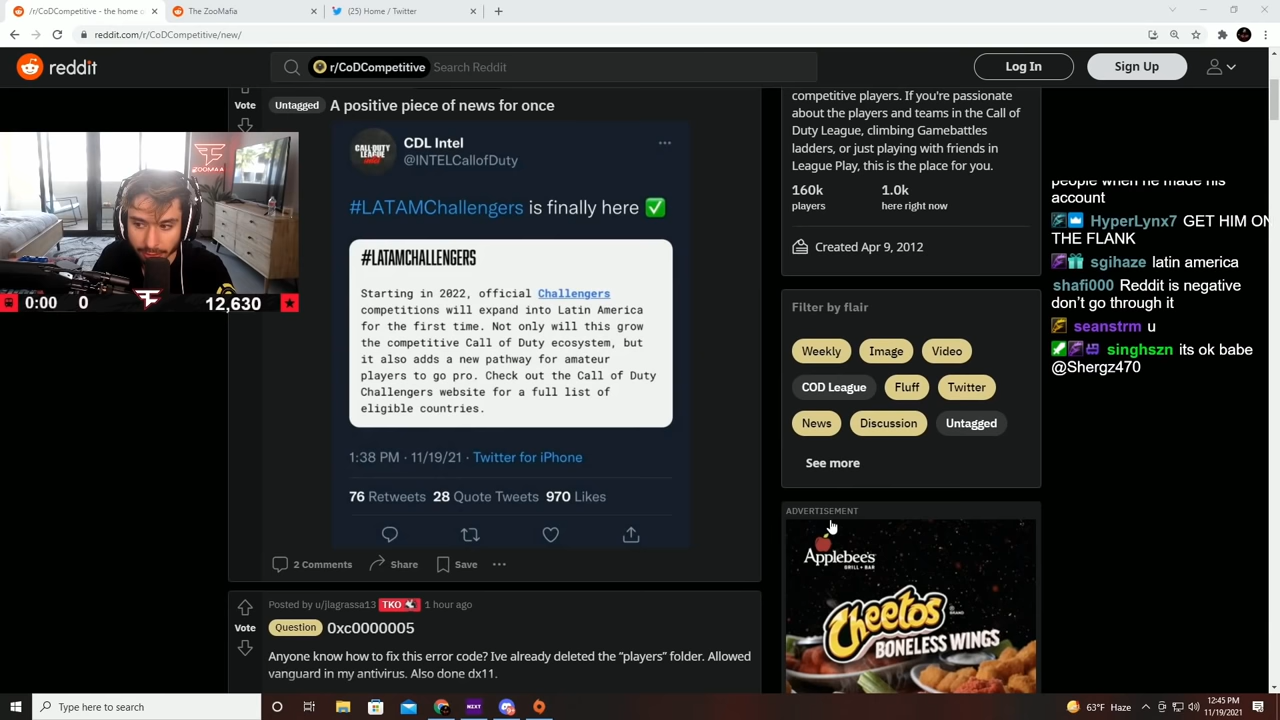 /r/CoDCompetitive - the home o
The ZooMafia
(25) Home / Twitter
reddit.com/r/CoDCompetitive/new/
reddit
r/CoDCompetitive
Search Reddit
Log In
Sign Up
Vote
Untagged
A positive piece of news for once
CDL Intel
@INTELCallofDuty
CALL OF DUTY
LEAGUE
#LATAMChallengers is finally here
#LATAMCHALLENGERS
Starting in 2022, official Challengers
competitions will expand into Latin America
for the first time. Not only will this grow
the competitive Call of Duty ecosystem, but
it also adds a new pathway for amateur
players to go pro. Check out the Call of Duty
Challengers website for a full list of
eligible countries.
1:38 PM · 11/19/21 · Twitter for iPhone
76 Retweets 28 Quote Tweets 970 Likes
2 Comments
Share
Save
Posted by u/jlagrassa13 TKO 1 hour ago
Vote
Question
0xc0000005
Anyone know how to fix this error code? Ive already deleted the "players" folder. Allowed
vanguard in my antivirus. Also done dx11.
competitive players. If you're passionate
about the players and teams in the Call of
Duty League, climbing Gamebattles
ladders, or just playing with friends in
League Play, this is the place for you.
160k
players
1.0k
here right now
Created Apr 9, 2012
Filter by flair
Weekly
Image
Video
COD League
Fluff
Twitter
News
Discussion
Untagged
See more
ADVERTISEMENT
Applebee's
GRILL + BAR
Cheetos
BRAND
BONELESS WINGS
people when he made his
account
HyperLynx7 GET HIM ON
THE FLANK
sgihaze latin america
shafi000 Reddit is negative
don't go through it
seanstrm u
singhszn its ok babe
@Shergz470
ZOOMAA
0:00
0
12,630
Type here to search
NZXT
63°F Haze
12:45 PM
11/19/2021